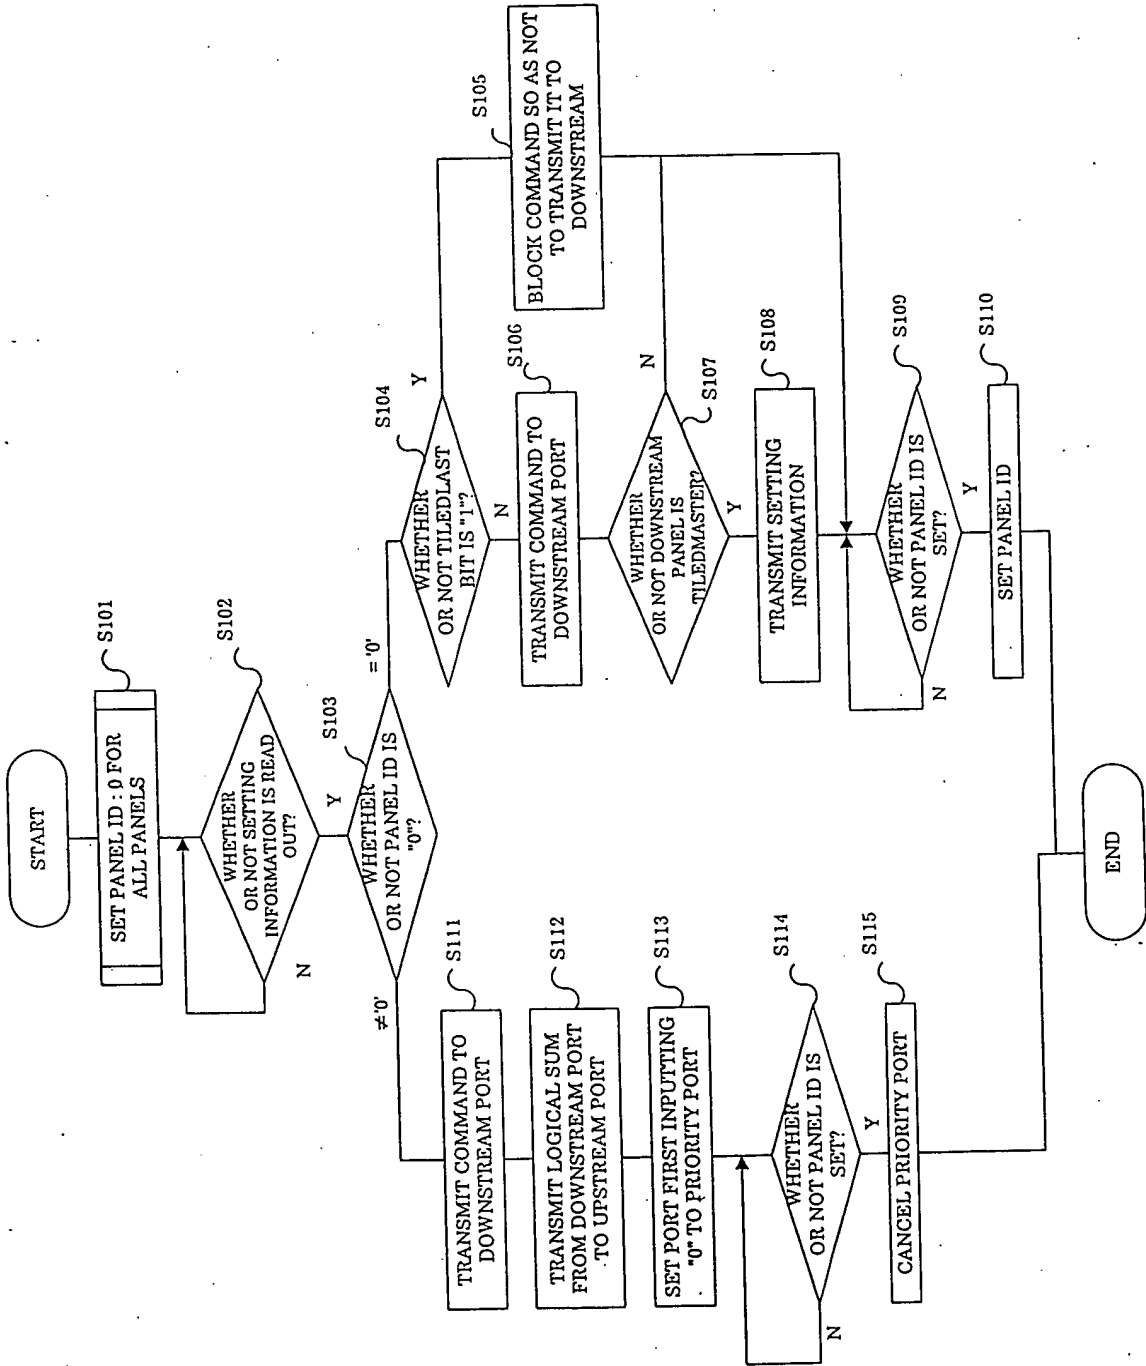 START
S101
SET PANEL ID : 0 FOR
ALL PANELS
S102
WHETHER
OR NOT SETTING
INFORMATION IS READ
OUT?
N
Y
S103
WHETHER
OR NOT PANEL ID IS
"0"?
≠'0'
= '0'
S111
TRANSMIT COMMAND TO
DOWNSTREAM PORT
S112
TRANSMIT LOGICAL SUM
FROM DOWNSTREAM PORT
TO UPSTREAM PORT
S113
SET PORT FIRST INPUTTING
"0" TO PRIORITY PORT
S114
WHETHER
OR NOT PANEL ID IS
SET?
N
Y
S115
CANCEL PRIORITY PORT
S104
WHETHER
OR NOT TILEDLAST
BIT IS "1"?
Y
N
S105
BLOCK COMMAND SO AS NOT
TO TRANSMIT IT TO
DOWNSTREAM
S106
TRANSMIT COMMAND TO
DOWNSTREAM PORT
WHETHER
OR NOT DOWNSTREAM
PANEL IS
TILEDMASTER?
N
S107
Y
S108
TRANSMIT SETTING
INFORMATION
S109
WHETHER
OR NOT PANEL ID IS
SET?
N
Y
S110
SET PANEL ID
END